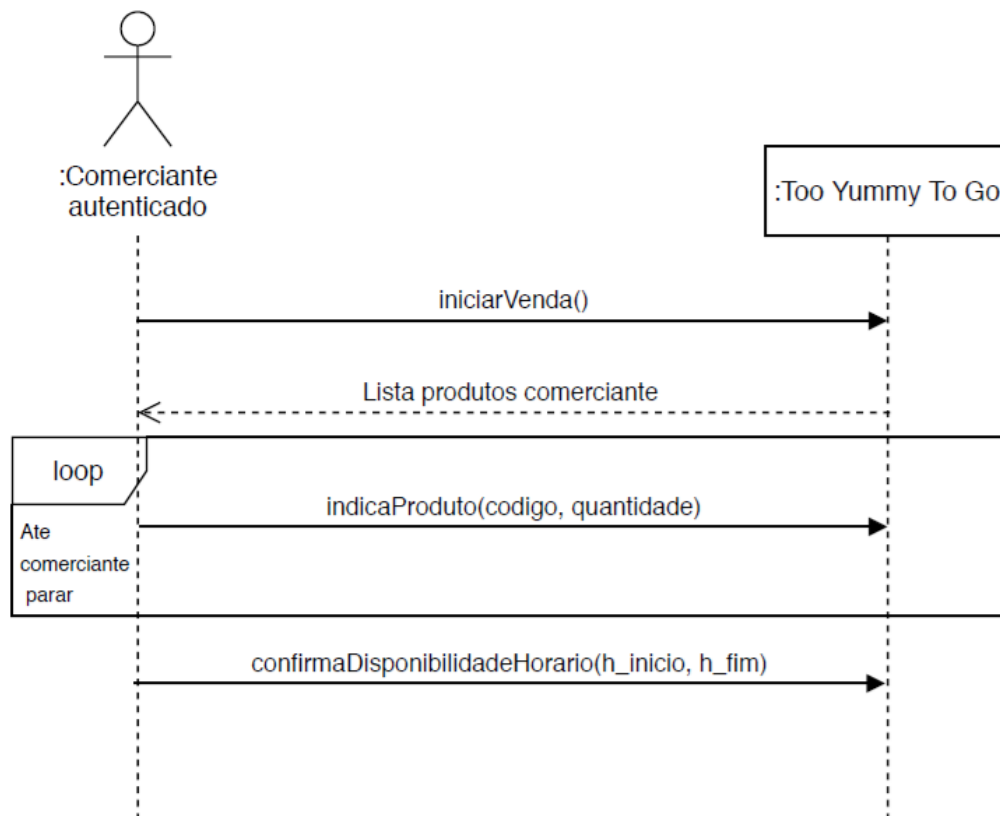 :Comerciante
autenticado
:Too Yummy To Go
iniciarVenda()
Lista produtos comerciante
loop
indicaProduto(codigo, quantidade)
Ate
comerciante
parar
confirmaDisponibilidadeHorario(h_inicio, h_fim)